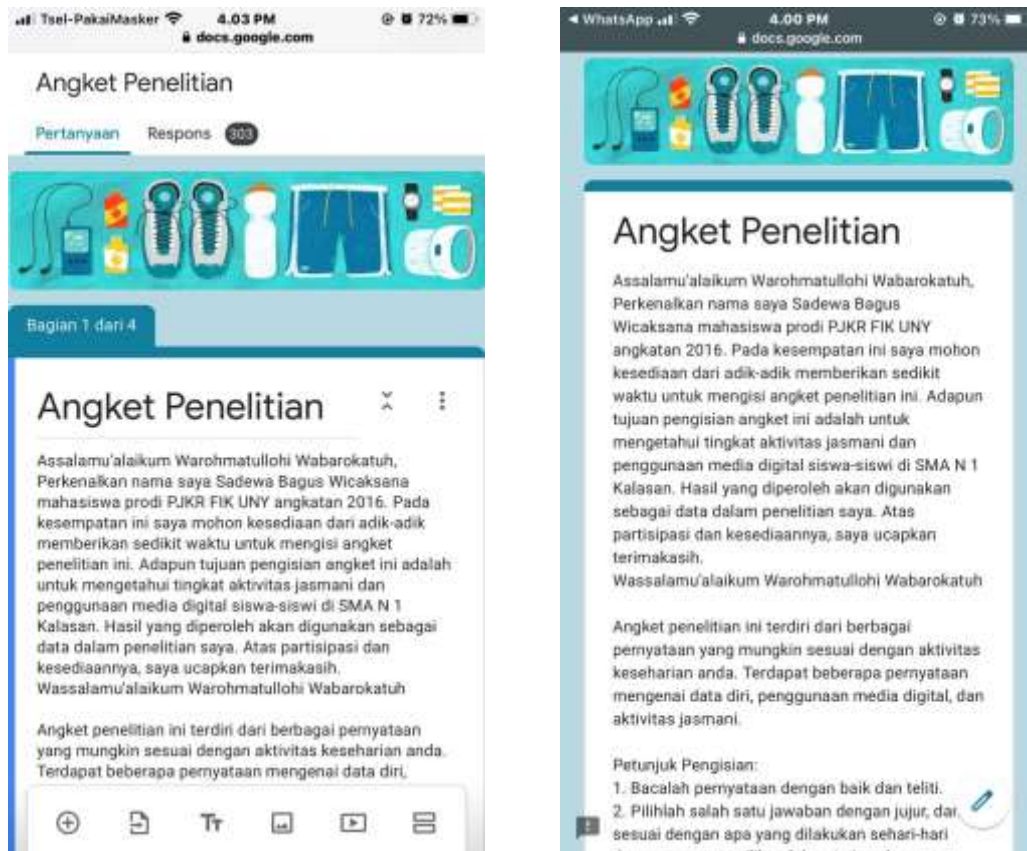 Tsel-PakaiMasker 4.03 PM 72%
docs.google.com
Angket Penelitian
Pertanyaan Respons 303
Bagian 1 dari 4
Angket Penelitian
Assalamu'alaikum Warohmatullohi Wabarokatuh,
Perkenalkan nama saya Sadewa Bagus Wicaksana
mahasiswa prodi PJKR FIK UNY angkatan 2016. Pada
kesempatan ini saya mohon kesediaan dari adik-adik
memberikan sedikit waktu untuk mengisi angket
penelitian ini. Adapun tujuan pengisian angket ini adalah
untuk mengetahui tingkat aktivitas jasmani dan
penggunaan media digital siswa-siswi di SMA N 1
Kalasan. Hasil yang diperoleh akan digunakan sebagai
data dalam penelitian saya. Atas partisipasi dan
kesediaannya, saya ucapkan terimakasih.
Wassalamu'alaikum Warohmatullohi Wabarokatuh
Angket penelitian ini terdiri dari berbagai pernyataan
yang mungkin sesuai dengan aktivitas keseharian anda.
Terdapat beberapa pernyataan mengenai data diri,
Tт
WhatsApp 4.00 PM 73%
docs.google.com
Angket Penelitian
Assalamu'alaikum Warohmatullohi Wabarokatuh,
Perkenalkan nama saya Sadewa Bagus
Wicaksana mahasiswa prodi PJKR FIK UNY
angkatan 2016. Pada kesempatan ini saya mohon
kesediaan dari adik-adik memberikan sedikit
waktu untuk mengisi angket penelitian ini. Adapun
tujuan pengisian angket ini adalah untuk
mengetahui tingkat aktivitas jasmani dan
penggunaan media digital siswa-siswi di SMA N 1
Kalasan. Hasil yang diperoleh akan digunakan
sebagai data dalam penelitian saya. Atas
partisipasi dan kesediaannya, saya ucapkan
terimakasih.
Wassalamu'alaikum Warohmatullohi Wabarokatuh
Angket penelitian ini terdiri dari berbagai
pernyataan yang mungkin sesuai dengan aktivitas
keseharian anda. Terdapat beberapa pernyataan
mengenai data diri, penggunaan media digital, dan
aktivitas jasmani.
Petunjuk Pengisian:
1. Bacalah pernyataan dengan baik dan teliti.
2. Pilihlah salah satu jawaban dengan jujur, dan
sesuai dengan apa yang dilakukan sehari-hari